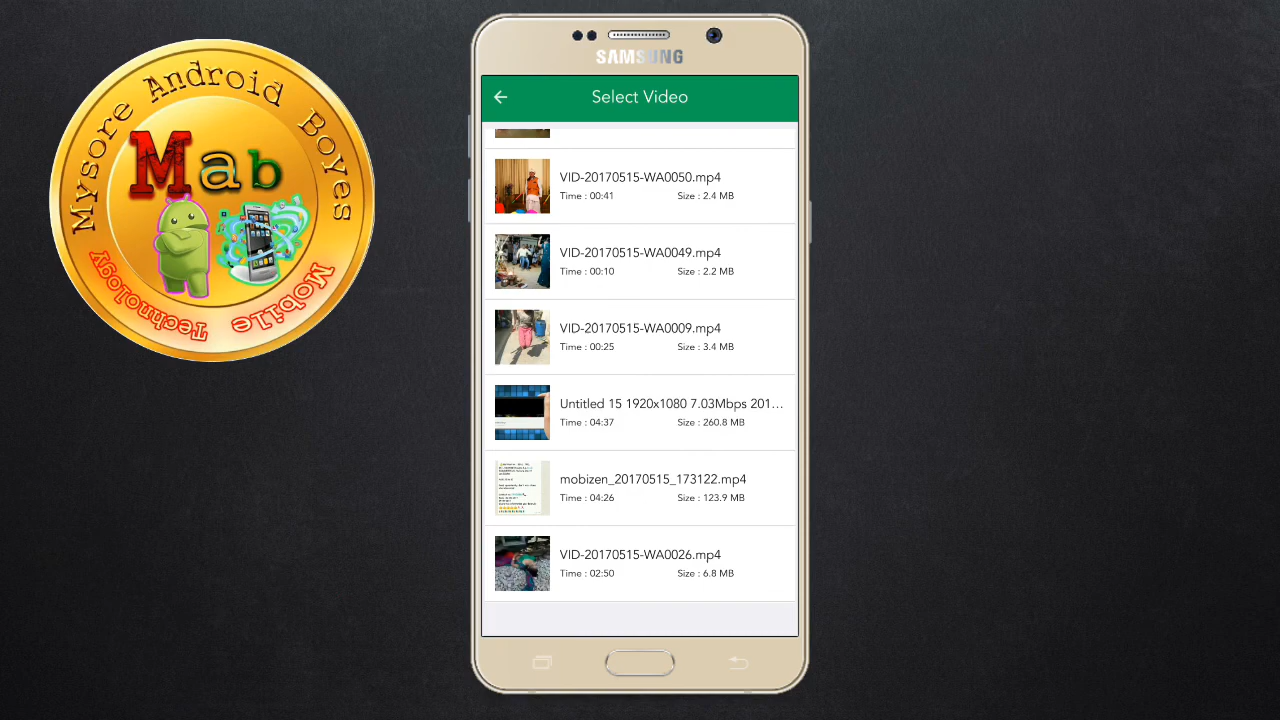 Mysore Android Boyes
Mab
Mobile Technology
SAMSUNG
Select Video
VID-20170515-WA0050.mp4
Time : 00:41 Size : 2.4 MB
VID-20170515-WA0049.mp4
Time : 00:10 Size : 2.2 MB
VID-20170515-WA0009.mp4
Time : 00:25 Size : 3.4 MB
Untitled 15 1920x1080 7.03Mbps 201...
Time : 04:37 Size : 260.8 MB
mobizen_20170515_173122.mp4
Time : 04:26 Size : 123.9 MB
VID-20170515-WA0026.mp4
Time : 02:50 Size : 6.8 MB